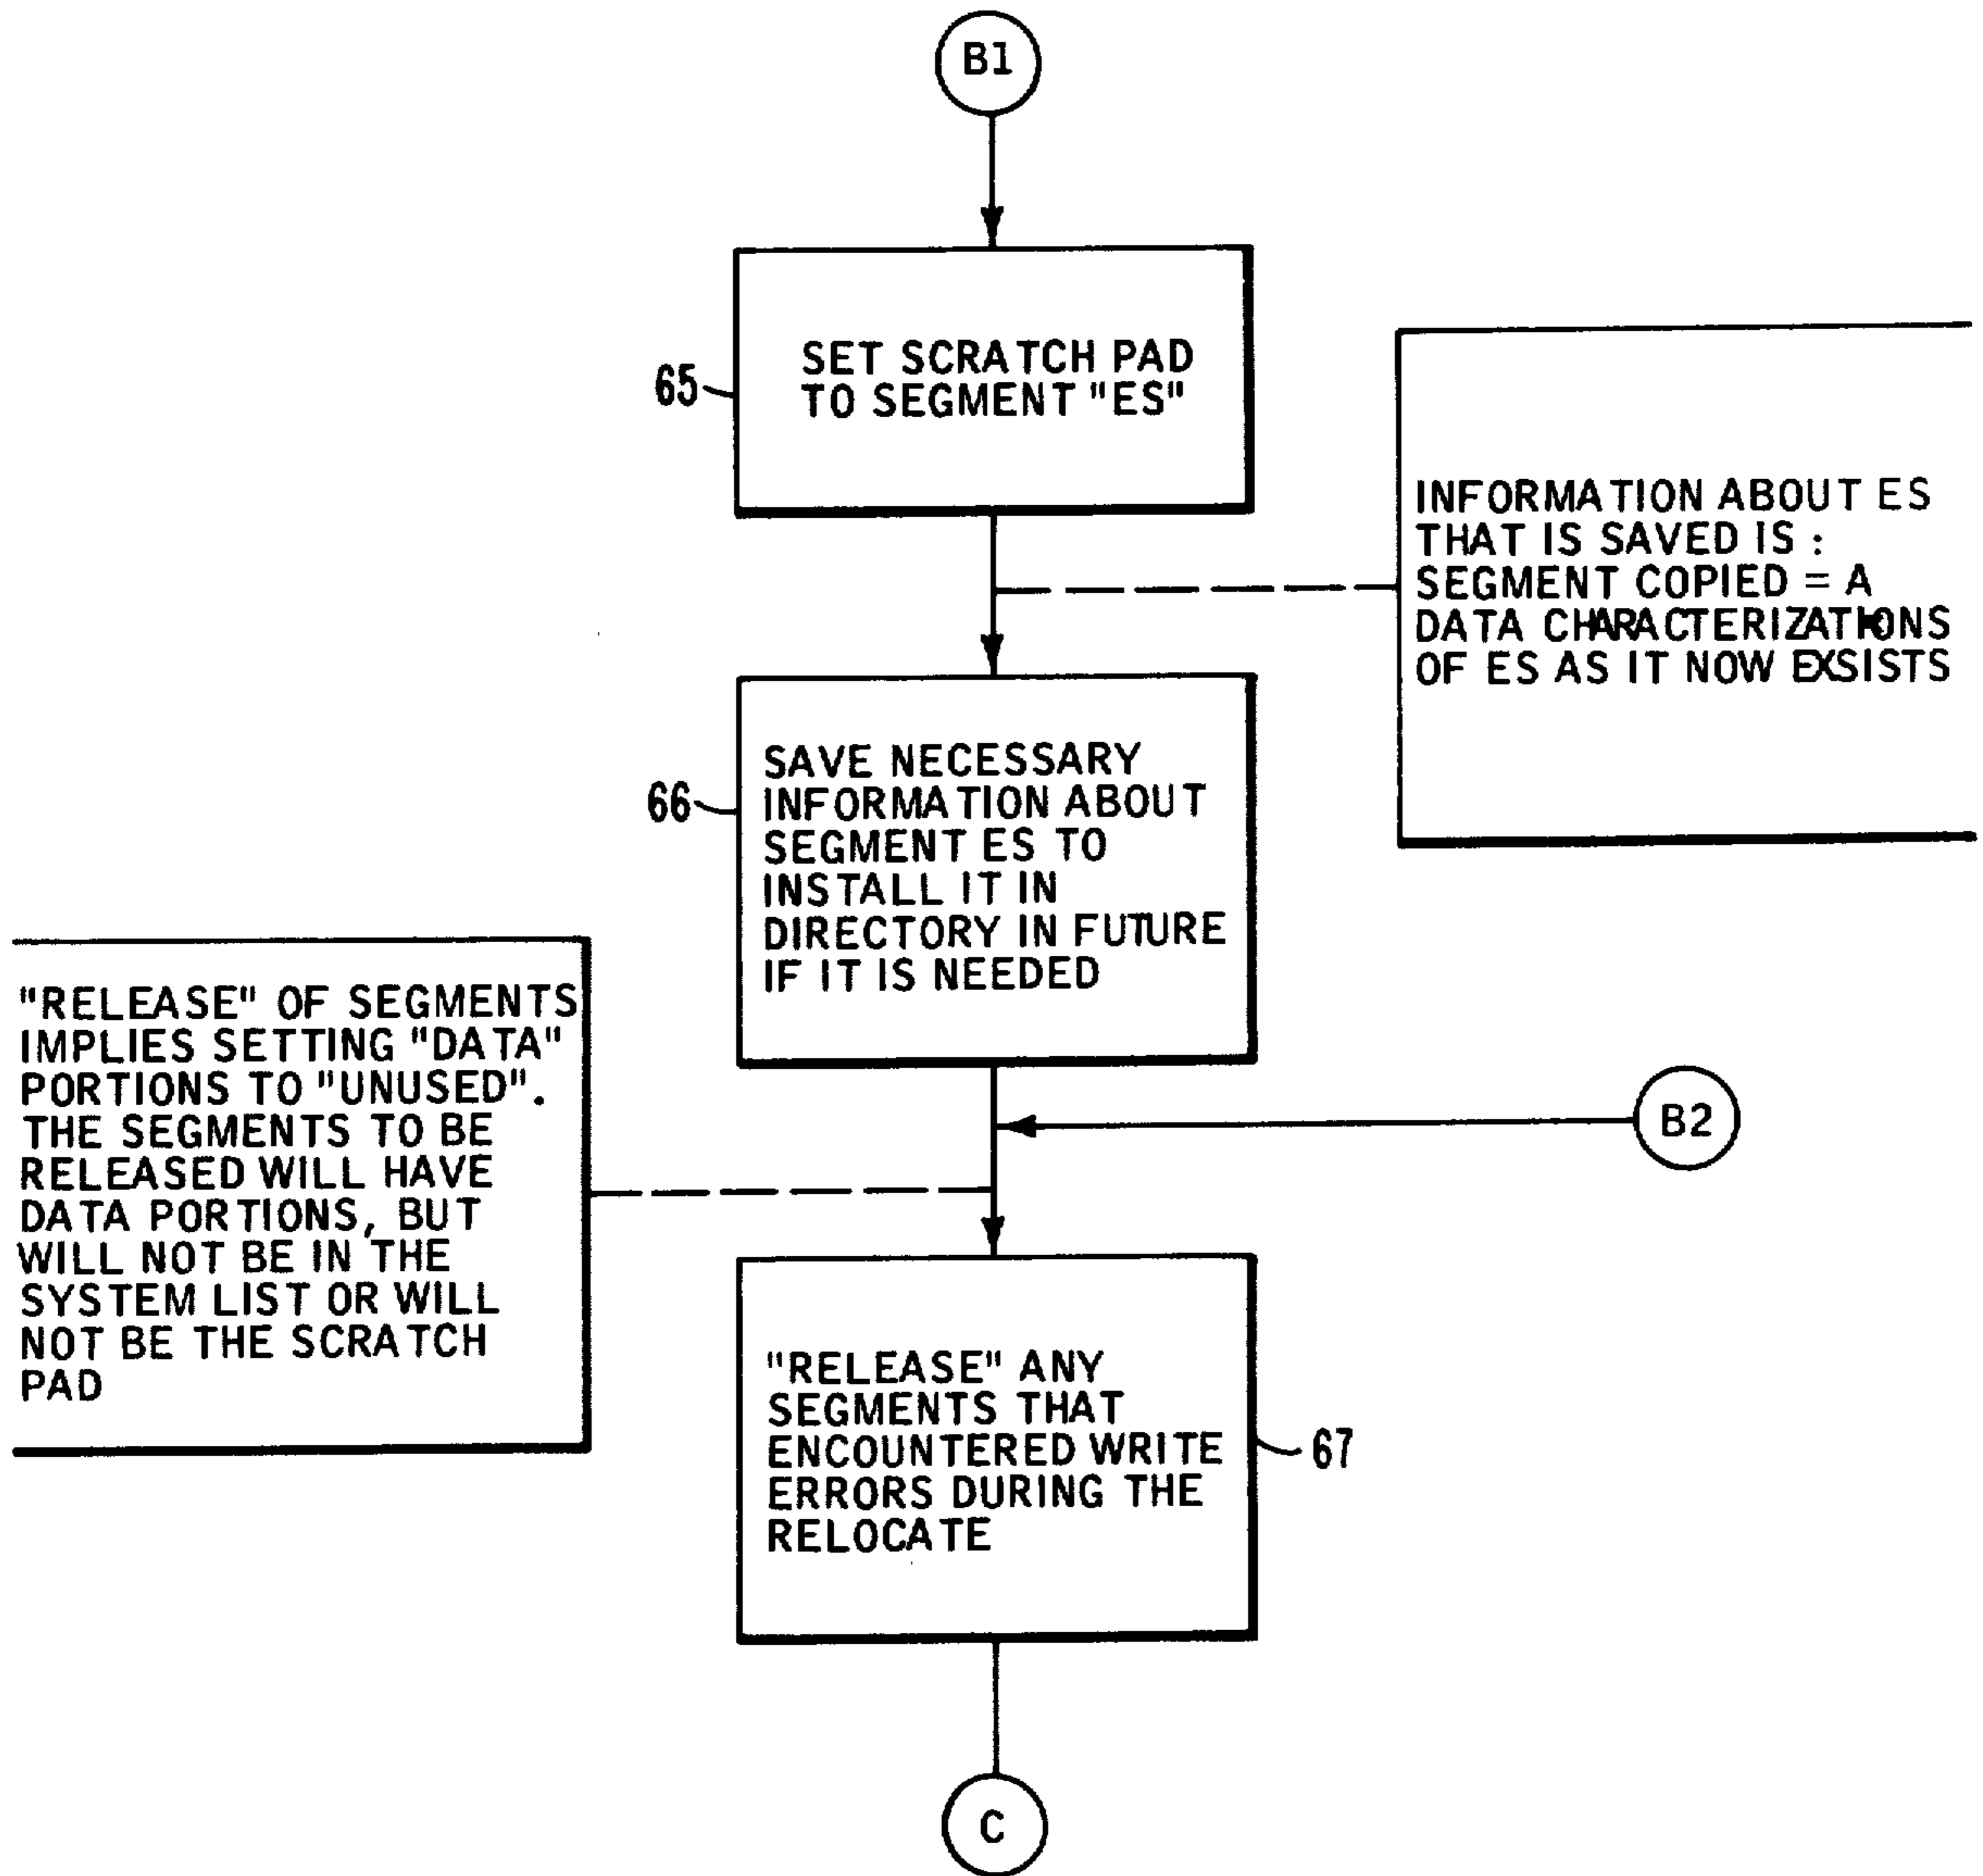 B1
65
SET SCRATCH PAD
TO SEGMENT "ES"
INFORMATION ABOUT ES
THAT IS SAVED IS :
SEGMENT COPIED = A
DATA CHARACTERIZATIONS
OF ES AS IT NOW EXSISTS
66
SAVE NECESSARY
INFORMATION ABOUT
SEGMENT ES TO
INSTALL IT IN
DIRECTORY IN FUTURE
IF IT IS NEEDED
"RELEASE" OF SEGMENTS
IMPLIES SETTING "DATA"
PORTIONS TO "UNUSED".
THE SEGMENTS TO BE
RELEASED WILL HAVE
DATA PORTIONS, BUT
WILL NOT BE IN THE
SYSTEM LIST OR WILL
NOT BE THE SCRATCH
PAD
B2
"RELEASE" ANY
SEGMENTS THAT
ENCOUNTERED WRITE
ERRORS DURING THE
RELOCATE
67
C